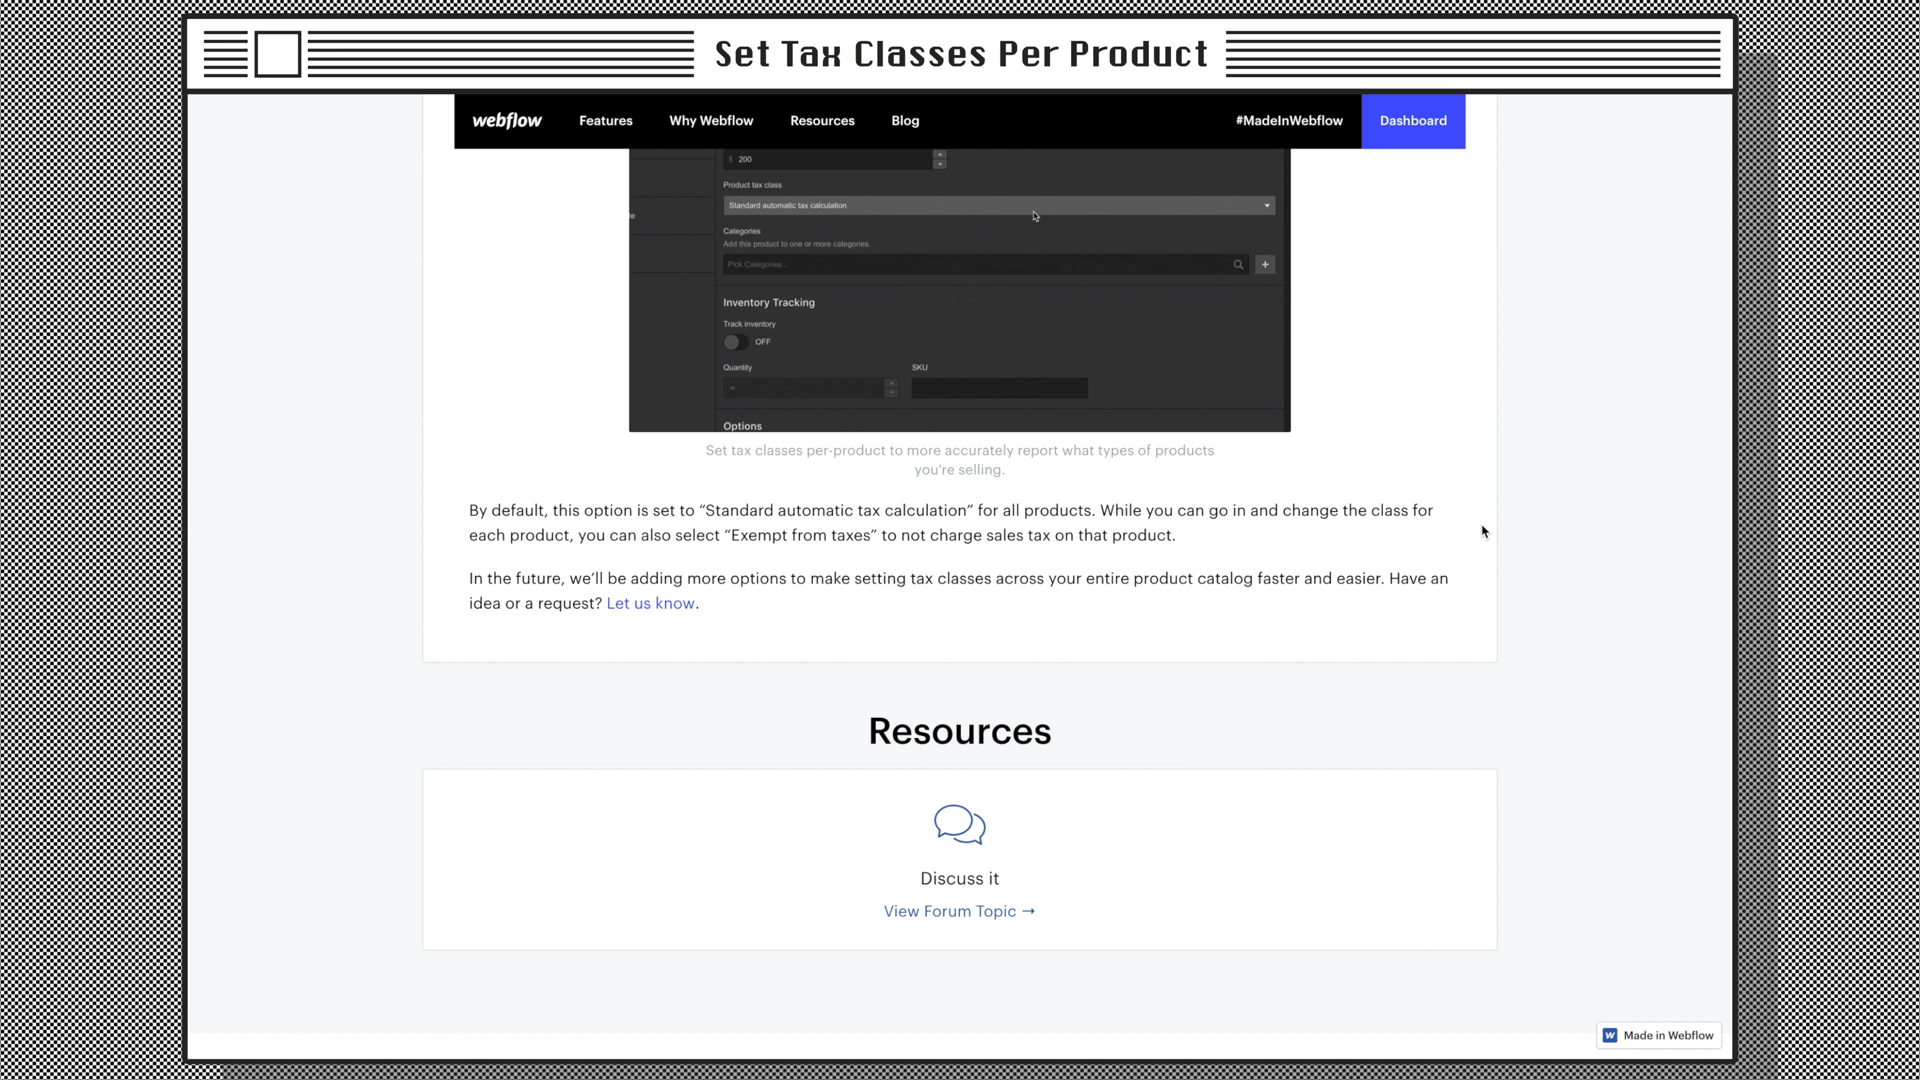 Set Tax Classes Per Product
webflow Features Why Webflow Resources Blog #MadeInWebflow Dashboard
$ 200
Product tax class
Standard automatic tax calculation
te
Categories
Add this product to one or more categories.
Pick Categories...
+
Inventory Tracking
Track inventory
OFF
Quantity SKU
Options
Set tax classes per-product to more accurately report what types of products
you're selling.
By default, this option is set to “Standard automatic tax calculation” for all products. While you can go in and change the class for
each product, you can also select “Exempt from taxes” to not charge sales tax on that product.
In the future, we’ll be adding more options to make setting tax classes across your entire product catalog faster and easier. Have an
idea or a request? Let us know.
Resources
Discuss it
View Forum Topic →
W Made in Webflow